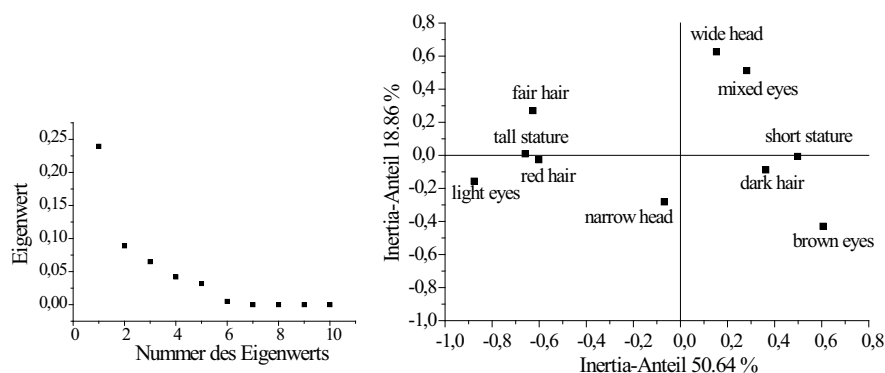 Eigenwert
0,25
0,20
0,15
0,10
0,05
0,00
0 2 4 6 8 10
Nummer des Eigenwerts
Inertia-Anteil 18.86 %
0,8
0,6
0,4
0,2
0,0
-0,2
-0,4
-0,6
-0,8
-1,0
wide head
mixed eyes
fair hair
tall stature
short stature
red hair
dark hair
light eyes
narrow head
brown eyes
-1,0 -0,8 -0,6 -0,4 -0,2 0,0 0,2 0,4 0,6 0,8
Inertia-Anteil 50.64 %